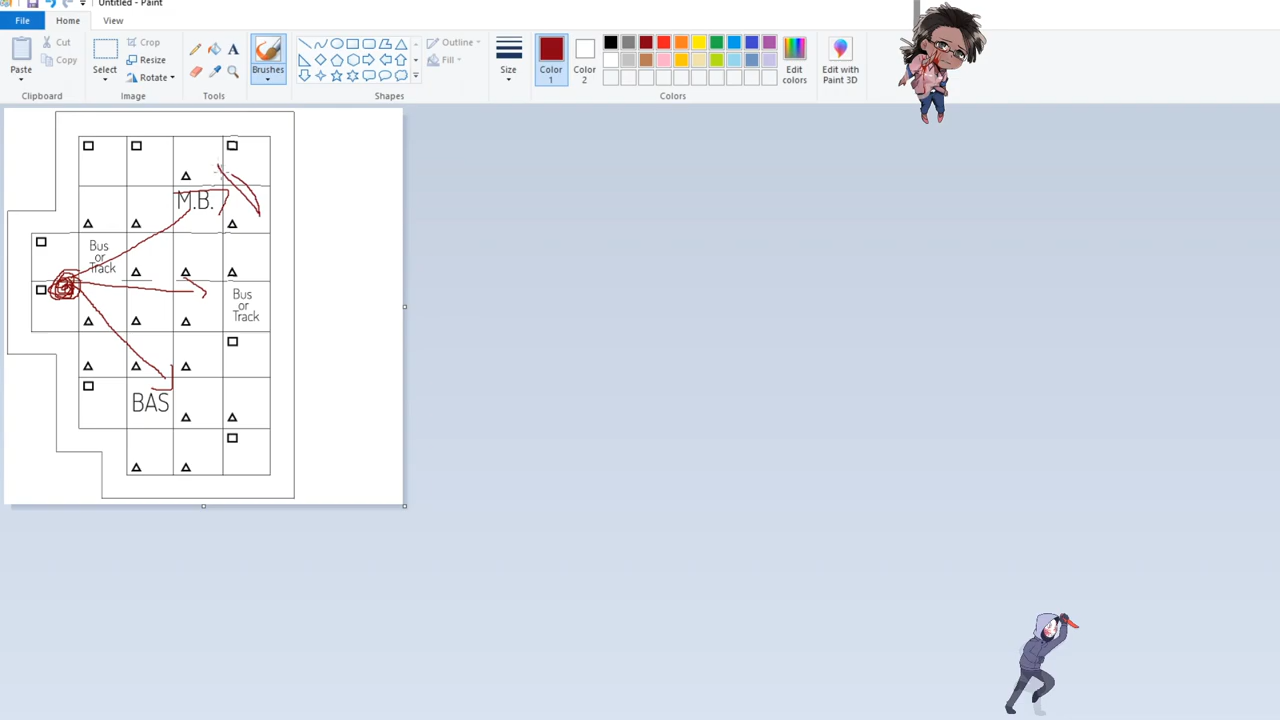 Untitled - Paint
File
Home
View
Paste
Cut
Copy
Clipboard
Select
Crop
Resize
Rotate
Image
A
Tools
Brushes
Shapes
Outline
Fill
Size
Color
1
Color
2
Colors
Edit
colors
Edit with
Paint 3D
M.B.
Bus
or
Track
Bus
or
Track
BAS